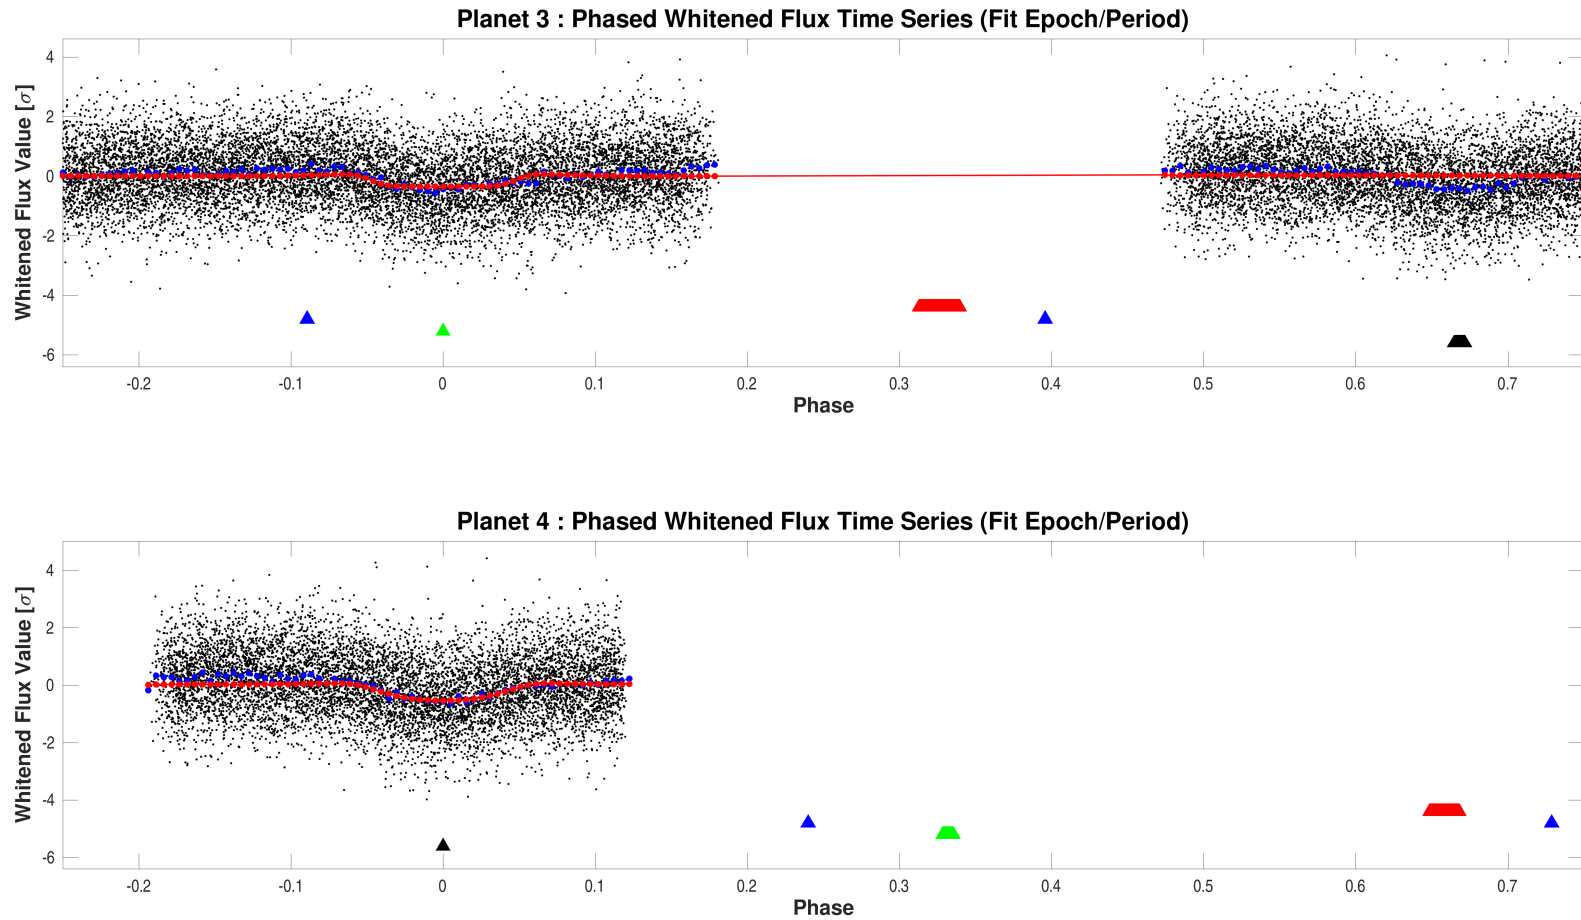 Planet 3 : Phased Whitened Flux Time Series (Fit Epoch/Period)
Whitened Flux Value [σ]
4
2
0
-2
-4
-6
-0.2 -0.1 0 0.1 0.2 0.3 0.4 0.5 0.6 0.7
Phase
Planet 4 : Phased Whitened Flux Time Series (Fit Epoch/Period)
Whitened Flux Value [σ]
4
2
0
-2
-4
-6
-0.2 -0.1 0 0.1 0.2 0.3 0.4 0.5 0.6 0.7
Phase